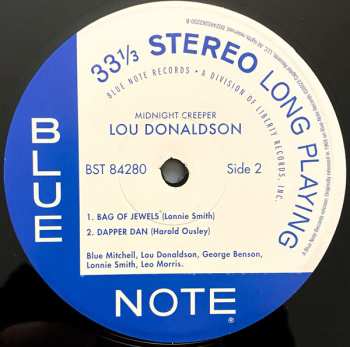 33⅓ STEREO LONG PLAYING
BLUE NOTE RECORDS • A DIVISION OF LIBERTY RECORDS, INC.
MIDNIGHT CREEPER
LOU DONALDSON
BST 84280 Side 2
1. BAG OF JEWELS (Lonnie Smith)
2. DAPPER DAN (Harold Ousley)
Blue Mitchell, Lou Donaldson, George Benson,
Lonnie Smith, Leo Morris.
BLUE
NOTE®